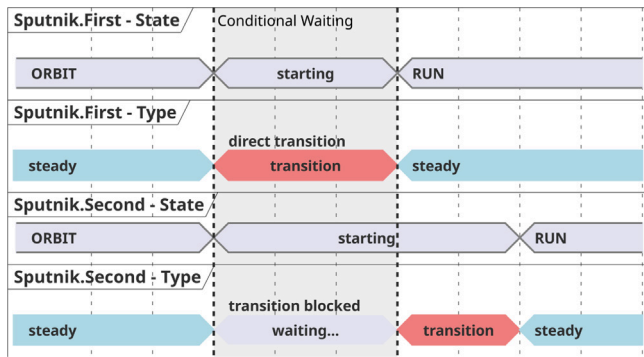 Sputnik.First - State
Conditional Waiting
ORBIT
starting
RUN
Sputnik.First - Type
direct transition
steady
transition
steady
Sputnik.Second - State
ORBIT
starting
RUN
Sputnik.Second - Type
transition blocked
steady
waiting...
transition
steady